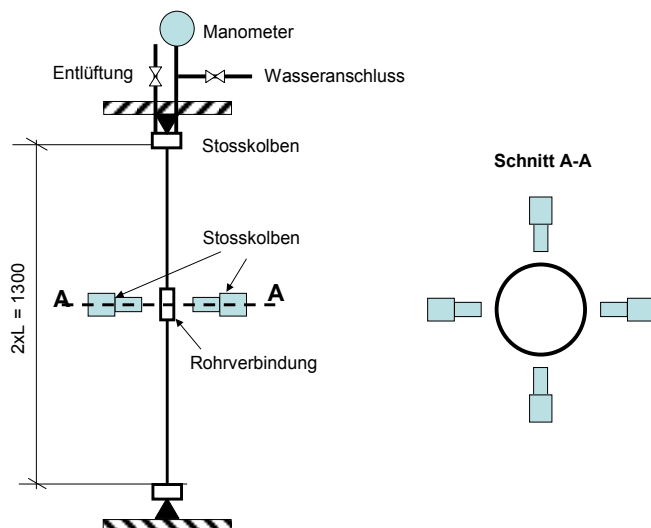 Manometer
Entlüftung
Wasseranschluss
Stosskolben
Schnitt A-A
Stosskolben
A
A
2xL = 1300
Rohrverbindung